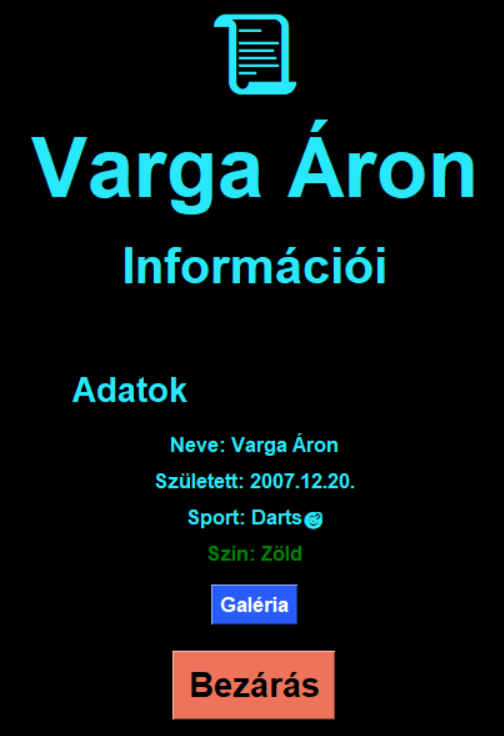 Varga Áron
Információi
Adatok
Neve: Varga Áron
Született: 2007.12.20.
Sport: Darts
Szín: Zöld
Galéria
Bezárás